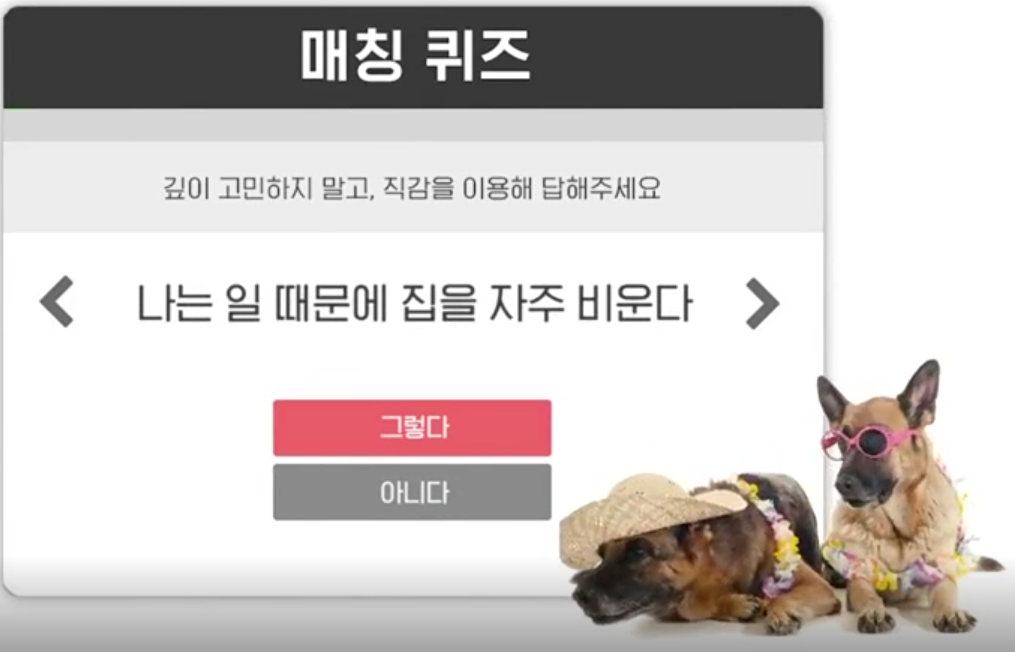 매칭 퀴즈
깊이 고민하지 말고, 직감을 이용해 답해주세요
나는 일 때문에 집을 자주 비운다
그렇다
아니다